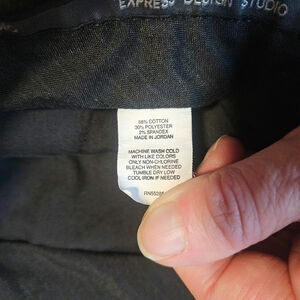 EXPRESS DESIGN STUDIO
68% COTTON
30% POLYESTER
2% SPANDEX
MADE IN JORDAN
MACHINE WASH COLD
WITH LIKE COLORS
ONLY NON-CHLORINE
BLEACH WHEN NEEDED
TUMBLE DRY LOW
COOL IRON IF NEEDED